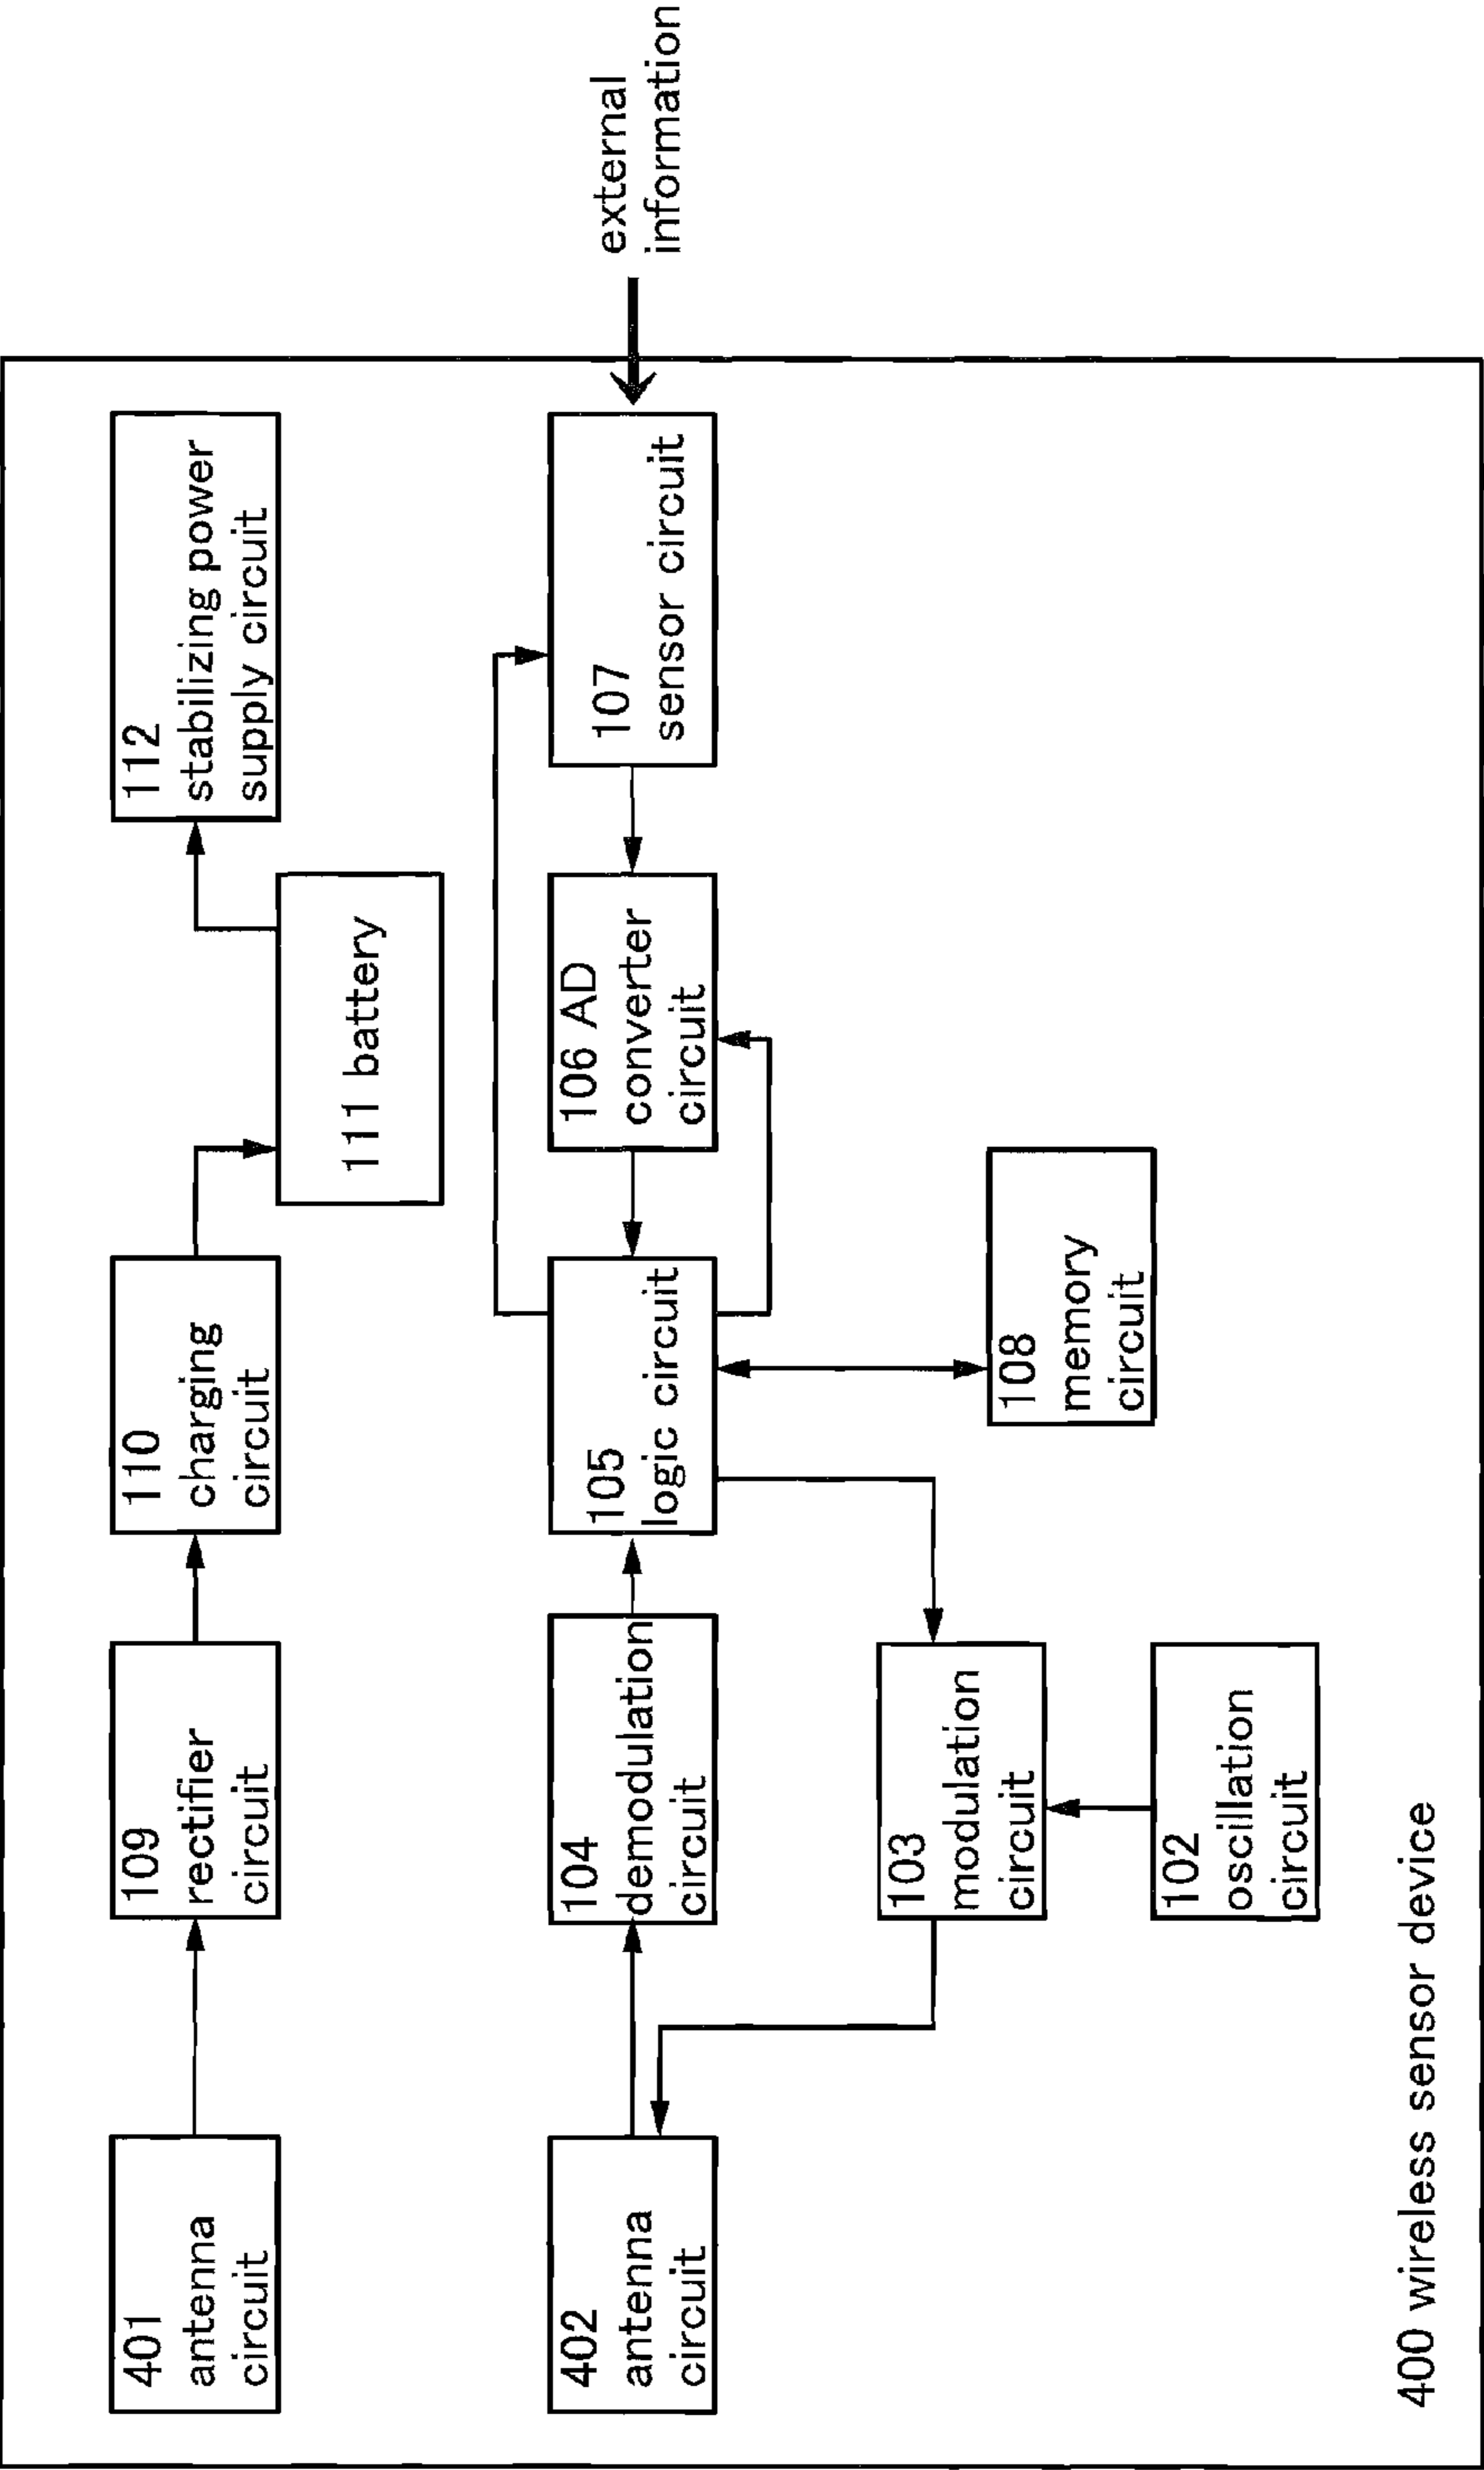 401
antenna
circuit
109
rectifier
circuit
110
charging
circuit
111 battery
112
stabilizing power
supply circuit
402
antenna
circuit
104
demodulation
circuit
105
logic circuit
106 AD
converter
circuit
107
sensor circuit
external
information
103
modulation
circuit
108
memory
circuit
102
oscillation
circuit
400 wireless sensor device